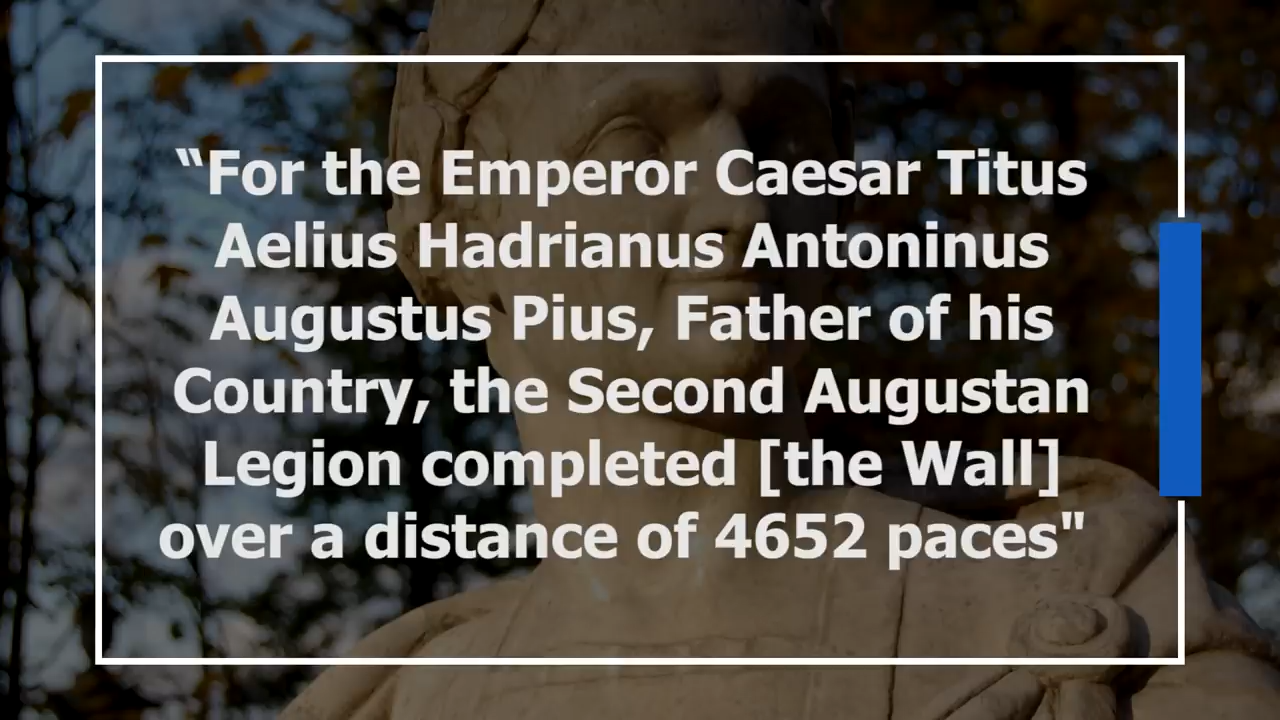 “For the Emperor Caesar Titus
Aelius Hadrianus Antoninus
Augustus Pius, Father of his
Country, the Second Augustan
Legion completed [the Wall]
over a distance of 4652 paces"